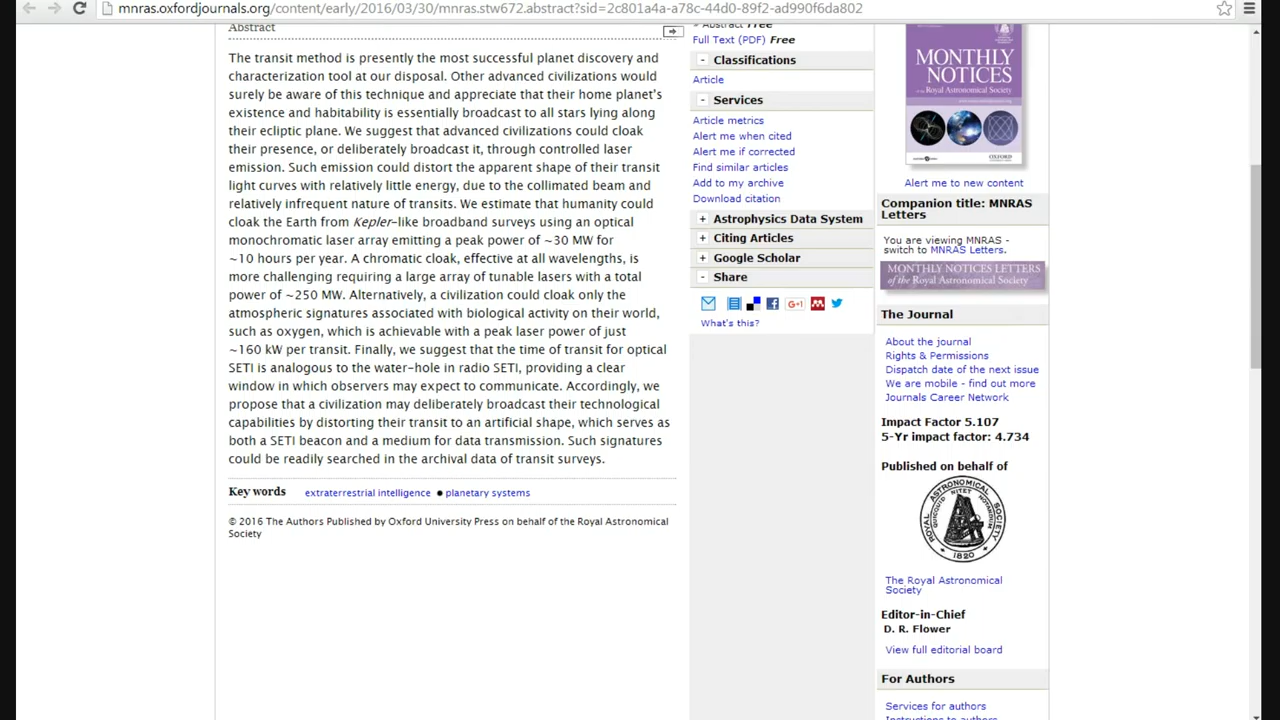 mnras.oxfordjournals.org/content/early/2016/03/30/mnras.stw672.abstract?sid=2c801a4a-a78c-44d0-89f2-ad990f6da802
Abstract
The transit method is presently the most successful planet discovery and
characterization tool at our disposal. Other advanced civilizations would
surely be aware of this technique and appreciate that their home planet's
existence and habitability is essentially broadcast to all stars lying along
their ecliptic plane. We suggest that advanced civilizations could cloak
their presence, or deliberately broadcast it, through controlled laser
emission. Such emission could distort the apparent shape of their transit
light curves with relatively little energy, due to the collimated beam and
relatively infrequent nature of transits. We estimate that humanity could
cloak the Earth from Kepler-like broadband surveys using an optical
monochromatic laser array emitting a peak power of ~30 MW for
~10 hours per year. A chromatic cloak, effective at all wavelengths, is
more challenging requiring a large array of tunable lasers with a total
power of ~250 MW. Alternatively, a civilization could cloak only the
atmospheric signatures associated with biological activity on their world,
such as oxygen, which is achievable with a peak laser power of just
~160 kW per transit. Finally, we suggest that the time of transit for optical
SETI is analogous to the water-hole in radio SETI, providing a clear
window in which observers may expect to communicate. Accordingly, we
propose that a civilization may deliberately broadcast their technological
capabilities by distorting their transit to an artificial shape, which serves as
both a SETI beacon and a medium for data transmission. Such signatures
could be readily searched in the archival data of transit surveys.
Key words extraterrestrial intelligence ● planetary systems
© 2016 The Authors Published by Oxford University Press on behalf of the Royal Astronomical
Society
» Abstract Free
Full Text (PDF) Free
- Classifications
Article
- Services
Article metrics
Alert me when cited
Alert me if corrected
Find similar articles
Add to my archive
Download citation
+ Astrophysics Data System
+ Citing Articles
+ Google Scholar
- Share
What's this?
MONTHLY
NOTICES
of the Royal Astronomical Society
OXFORD
Alert me to new content
Companion title: MNRAS
Letters
You are viewing MNRAS -
switch to MNRAS Letters.
MONTHLY NOTICES LETTERS
of the Royal Astronomical Society
The Journal
About the journal
Rights & Permissions
Dispatch date of the next issue
We are mobile - find out more
Journals Career Network
Impact Factor 5.107
5-Yr impact factor: 4.734
Published on behalf of
ROYAL ASTRONOMICAL SOCIETY
QUICQUID NITET NOTANDUM
1820
The Royal Astronomical
Society
Editor-in-Chief
D. R. Flower
View full editorial board
For Authors
Services for authors
Instructions to authors